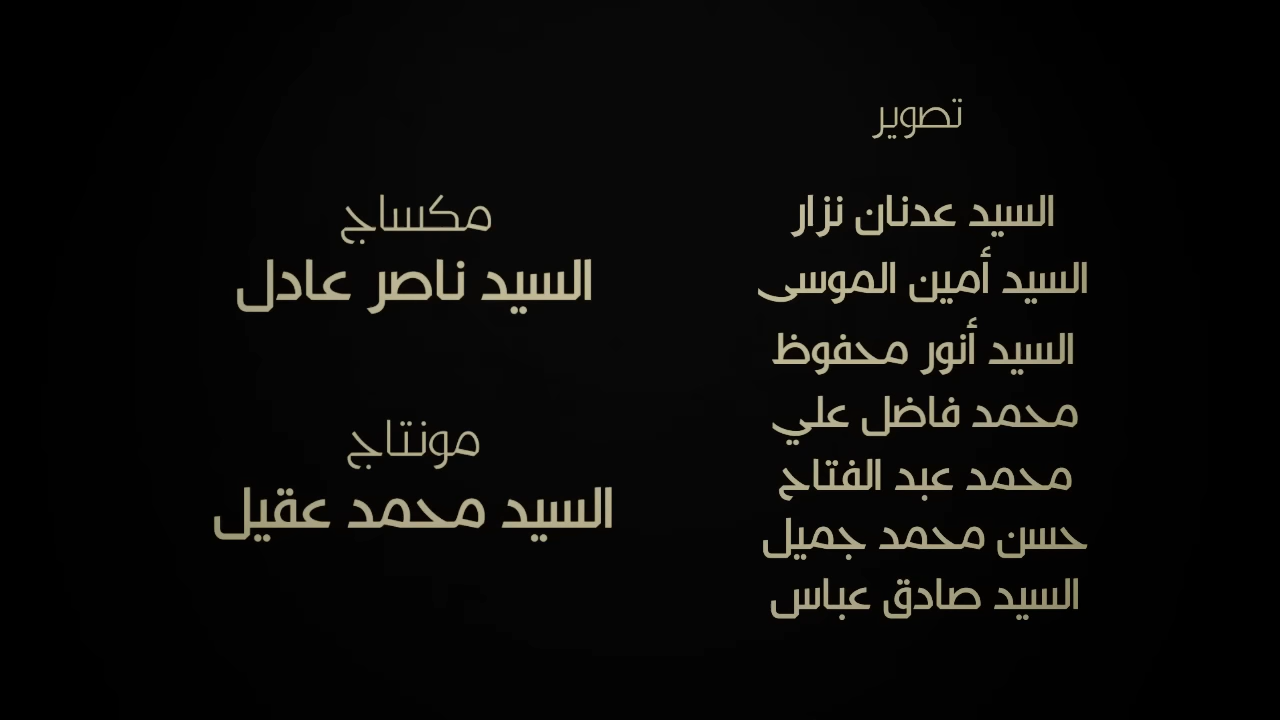 تصوير
السيد عدنان نزار
السيد أمين الموسى
السيد أنور محفوظ
محمد فاضل علي
محمد عبد الفتاح
حسن محمد جميل
السيد صادق عباس
مكساج
السيد ناصر عادل
مونتاج
السيد محمد عقيل